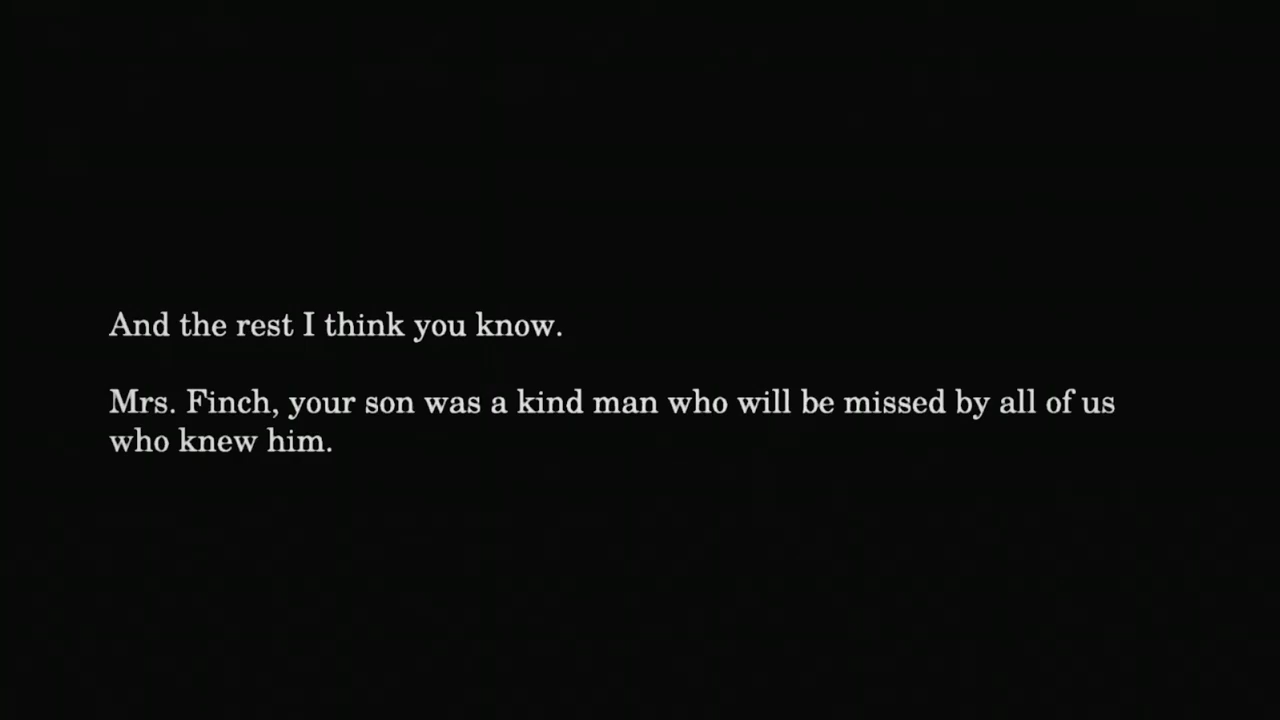 And the rest I think you know.
Mrs. Finch, your son was a kind man who will be missed by all of us
who knew him.